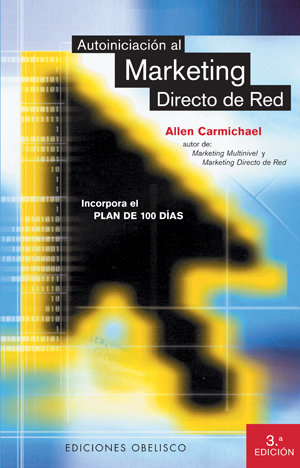 Autoiniciación al
Marketing
Directo de Red
Allen Carmichael
autor de:
Marketing Multinivel y
Marketing Directo de Red
Incorpora el
PLAN DE 100 DÍAS
3.ª
EDICIÓN
EDICIONES OBELISCO